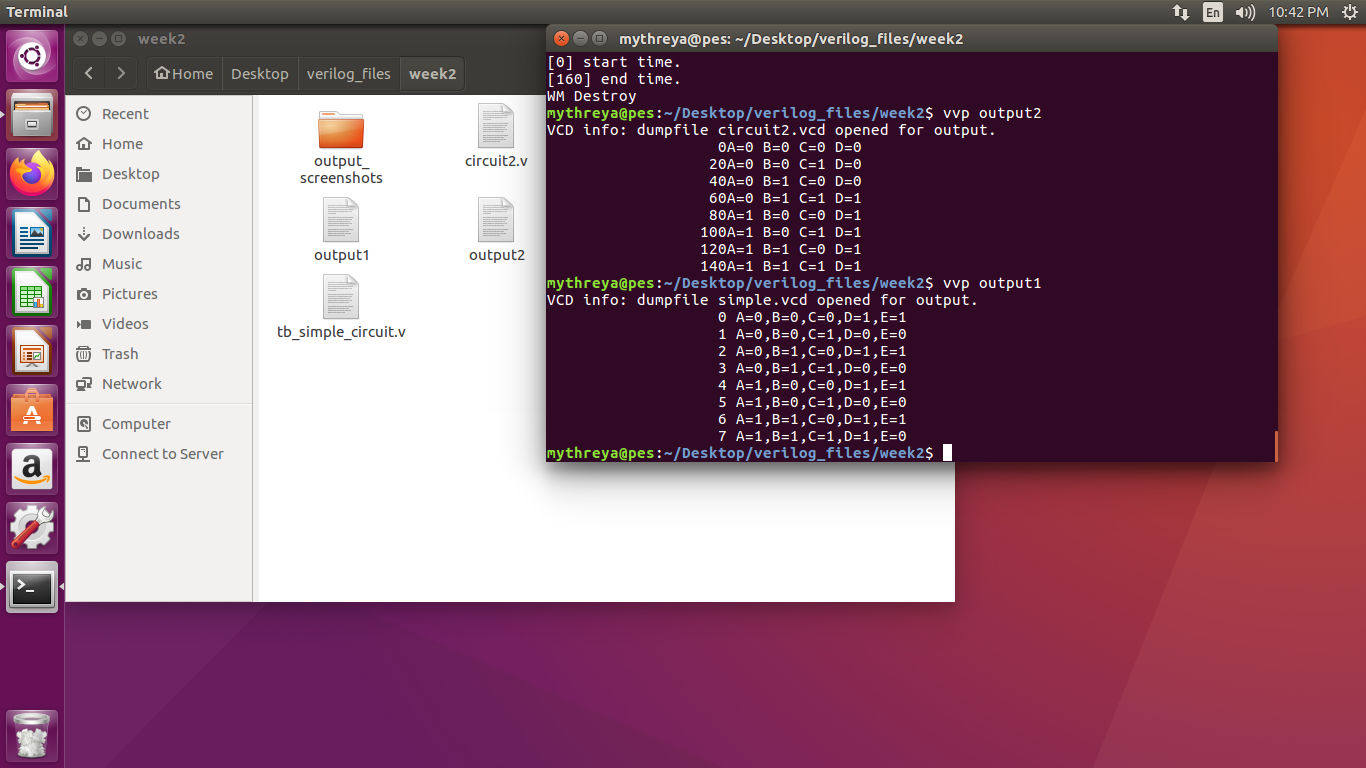 Terminal
En
10:42 PM
week2
Home
Desktop
verilog_files
week2
Recent
Home
Desktop
Documents
Downloads
Music
Pictures
Videos
Trash
Network
Computer
Connect to Server
output_
screenshots
circuit2.v
output1
output2
tb_simple_circuit.v
mythreya@pes: ~/Desktop/verilog_files/week2
[0] start time.
[160] end time.
WM Destroy
mythreya@pes:~/Desktop/verilog_files/week2$ vvp output2
VCD info: dumpfile circuit2.vcd opened for output.
0A=0 B=0 C=0 D=0
20A=0 B=0 C=1 D=0
40A=0 B=1 C=0 D=0
60A=0 B=1 C=1 D=1
80A=1 B=0 C=0 D=1
100A=1 B=0 C=1 D=1
120A=1 B=1 C=0 D=1
140A=1 B=1 C=1 D=1
mythreya@pes:~/Desktop/verilog_files/week2$ vvp output1
VCD info: dumpfile simple.vcd opened for output.
0 A=0,B=0,C=0,D=1,E=1
1 A=0,B=0,C=1,D=0,E=0
2 A=0,B=1,C=0,D=1,E=1
3 A=0,B=1,C=1,D=0,E=0
4 A=1,B=0,C=0,D=1,E=1
5 A=1,B=0,C=1,D=0,E=0
6 A=1,B=1,C=0,D=1,E=1
7 A=1,B=1,C=1,D=1,E=0
mythreya@pes:~/Desktop/verilog_files/week2$